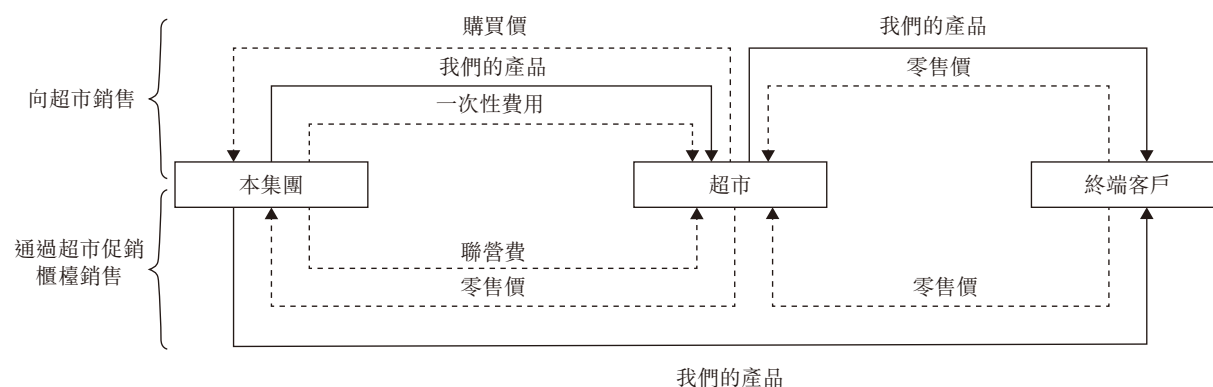 購買價
我們的產品
我們的產品
零售價
一次性費用
向超市銷售
本集團
超市
終端客戶
通過超市促銷
櫃檯銷售
聯營費
零售價
零售價
我們的產品